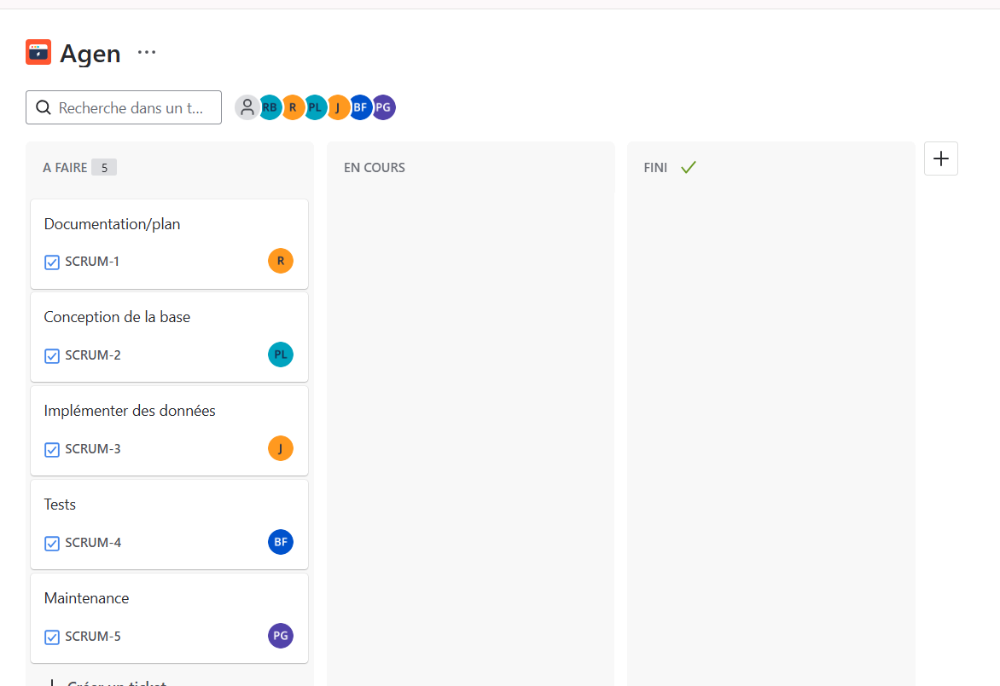 Agen
Recherche dans un t...
RB R PL J BF PG
A FAIRE 5
EN COURS
FINI
Documentation/plan
SCRUM-1
R
Conception de la base
SCRUM-2
PL
Implémenter des données
SCRUM-3
J
Tests
SCRUM-4
BF
Maintenance
SCRUM-5
PG
Créer un ticket